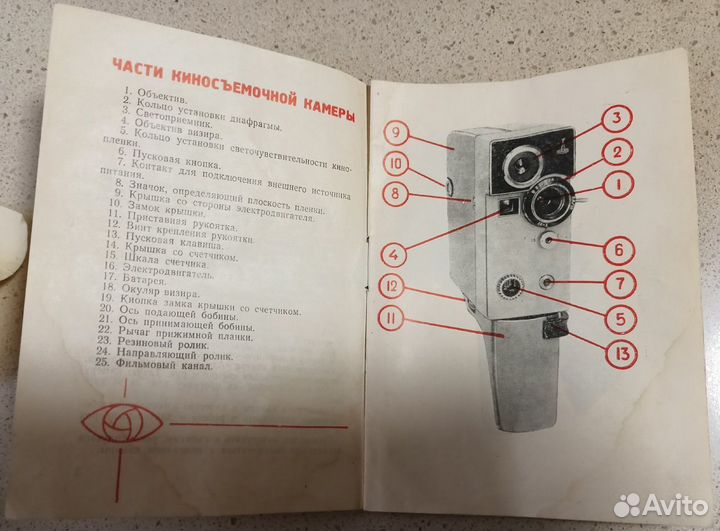 ЧАСТИ КИНОСЪЕМОЧНОЙ КАМЕРЫ
1. Объектив.
2. Кольцо установки диафрагмы.
3. Светоприемник.
4. Объектив визира.
5. Кольцо установки светочувствительности кино-
пленки.
6. Пусковая кнопка.
7. Контакт для подключения внешнего источника
питания.
8. Значок, определяющий плоскость пленки.
9. Крышка со стороны электродвигателя.
10. Замок крышки.
11. Приставная рукоятка.
12. Винт крепления рукоятки.
13. Пусковая клавиша.
14. Крышка со счетчиком.
15. Шкала счетчика.
16. Электродвигатель.
17. Батарея.
18. Окуляр визира.
19. Кнопка замка крышки со счетчиком.
20. Ось подающей бобины.
21. Ось принимающей бобины.
22. Рычаг прижимной планки.
23. Резиновый ролик.
24. Направляющий ролик.
25. Фильмовый канал.
3
9
2
10
1
8
4
6
7
12
5
11
13
Avito